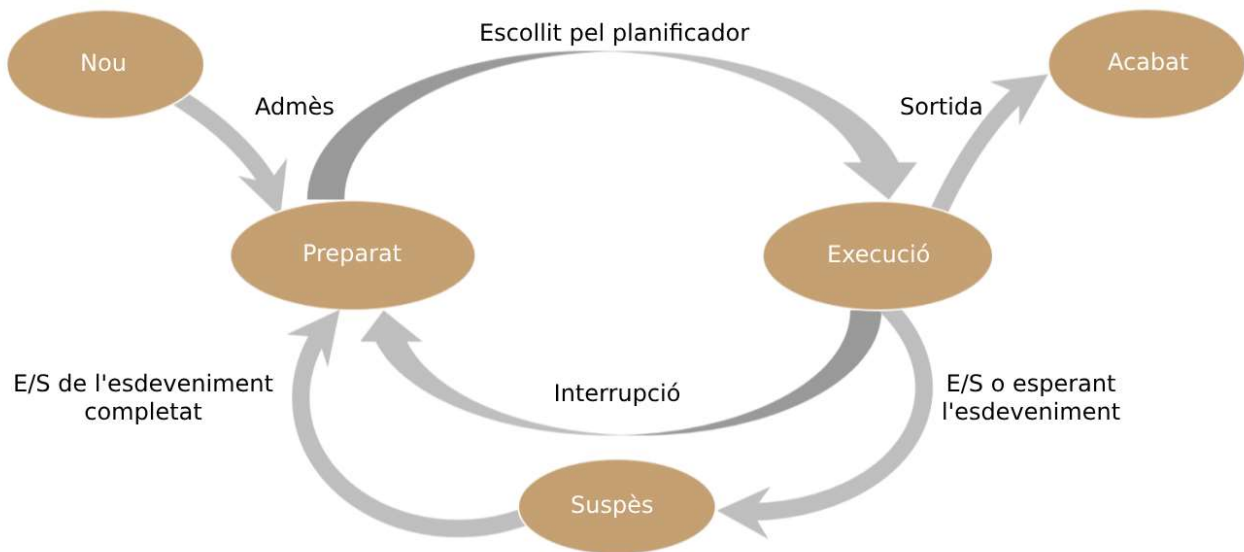 Escollit pel planificador
Nou
Acabat
Admès
Sortida
Preparat
Execució
E/S de l'esdeveniment
completat
Interrupció
E/S o esperant
l'esdeveniment
Suspès